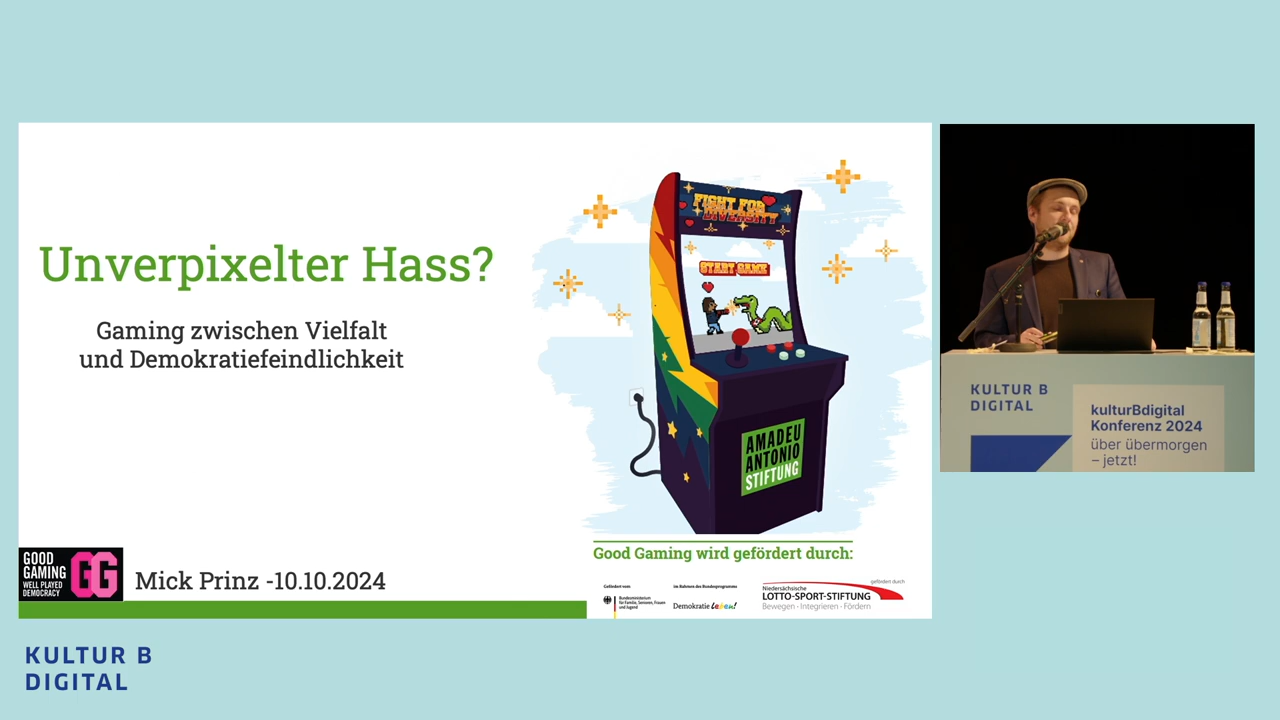 Unverpixelter Hass?
Gaming zwischen Vielfalt
und Demokratiefeindlichkeit
FIGHT FOR
DIVERSITY
START GAME
AMADEU
ANTONIO
STIFTUNG
GOOD
GAMING
WELL PLAYED
DEMOCRACY
GG
Mick Prinz -10.10.2024
Good Gaming wird gefördert durch:
Gefördert vom
Bundesministerium
für Familie, Senioren, Frauen
und Jugend
im Rahmen des Bundesprogramms
Demokratie leben!
gefördert durch
Niedersächsische
LOTTO-SPORT-STIFTUNG
Bewegen - Integrieren - Fördern
KULTUR B
DIGITAL
kulturBdigital
Konferenz 2024
über übermorgen
– jetzt!
KULTUR B
DIGITAL